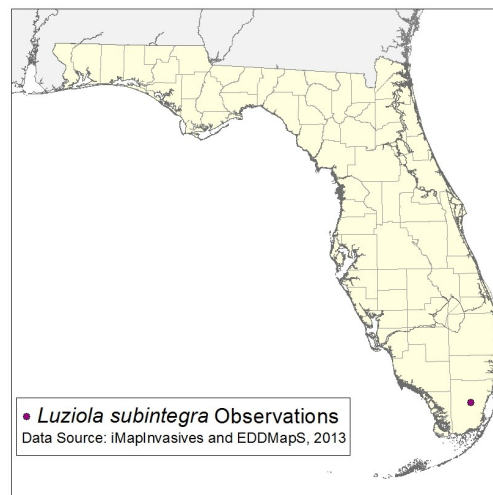 Luziola subintegra Observations
Data Source: iMapInvasives and EDDMapS, 2013